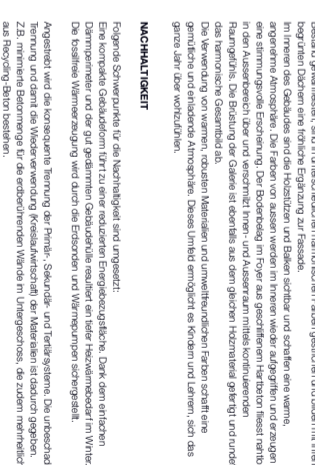 begrünten Dächern eine fröhliche Ergänzung zur Fassade.
Im Inneren des Gebäudes sind die Holzstützen und Balken sichtbar und schaffen eine warme,
angenehme Atmosphäre. Die Farben von aussen werden im Inneren wieder aufgegriffen und erzeugen
eine stimmungsvolle Erscheinung. Der Bodenbelag im Foyer aus geschliffenem Hartbeton fliesst nahtlos
in den Aussenbereich über und verschmilzt Innen- und Aussenraum mittels kontinuierenden
Raumgefühls. Die Brüstung der Galerie ist ebenfalls aus dem gleichen Holzmaterial gefertigt und runden
das harmonische Gesamtbild ab.
Die Verwendung von warmen, robusten Materialien und umweltfreundlichen Farben schafft eine
gemütliche und einladende Atmosphäre. Dieses Umfeld ermöglicht es Kindern und Lehrern, sich das
ganze Jahr über wohlzufühlen.
NACHHALTIGKEIT
Folgende Schwerpunkte für die Nachhaltigkeit sind umgesetzt:
Eine kompakte Gebäudeform führt zu einer reduzierten Energiebezugsfläche. Dank dem einfachen
Dämmperimeter und der gut gedämmten Gebäudehülle resultiert ein tiefer Heizwärmebedarf im Winter.
Die fossilfreie Wärmeerzeugung wird durch die Erdsonden und Wärmepumpen sichergestellt.
Angestrebt wird die konsequente Trennung der Primär-, Sekundär- und Tertiärsysteme. Die unbeschad
Trennung und damit die Wiederverwendung (Kreislaufwirtschaft) der Materialien ist dadurch gegeben.
Z.B. minimierte Betonmenge für die erdberührenden Wände im Untergeschoss, die zudem mehrheitlich
aus Recycling-Beton bestehen.